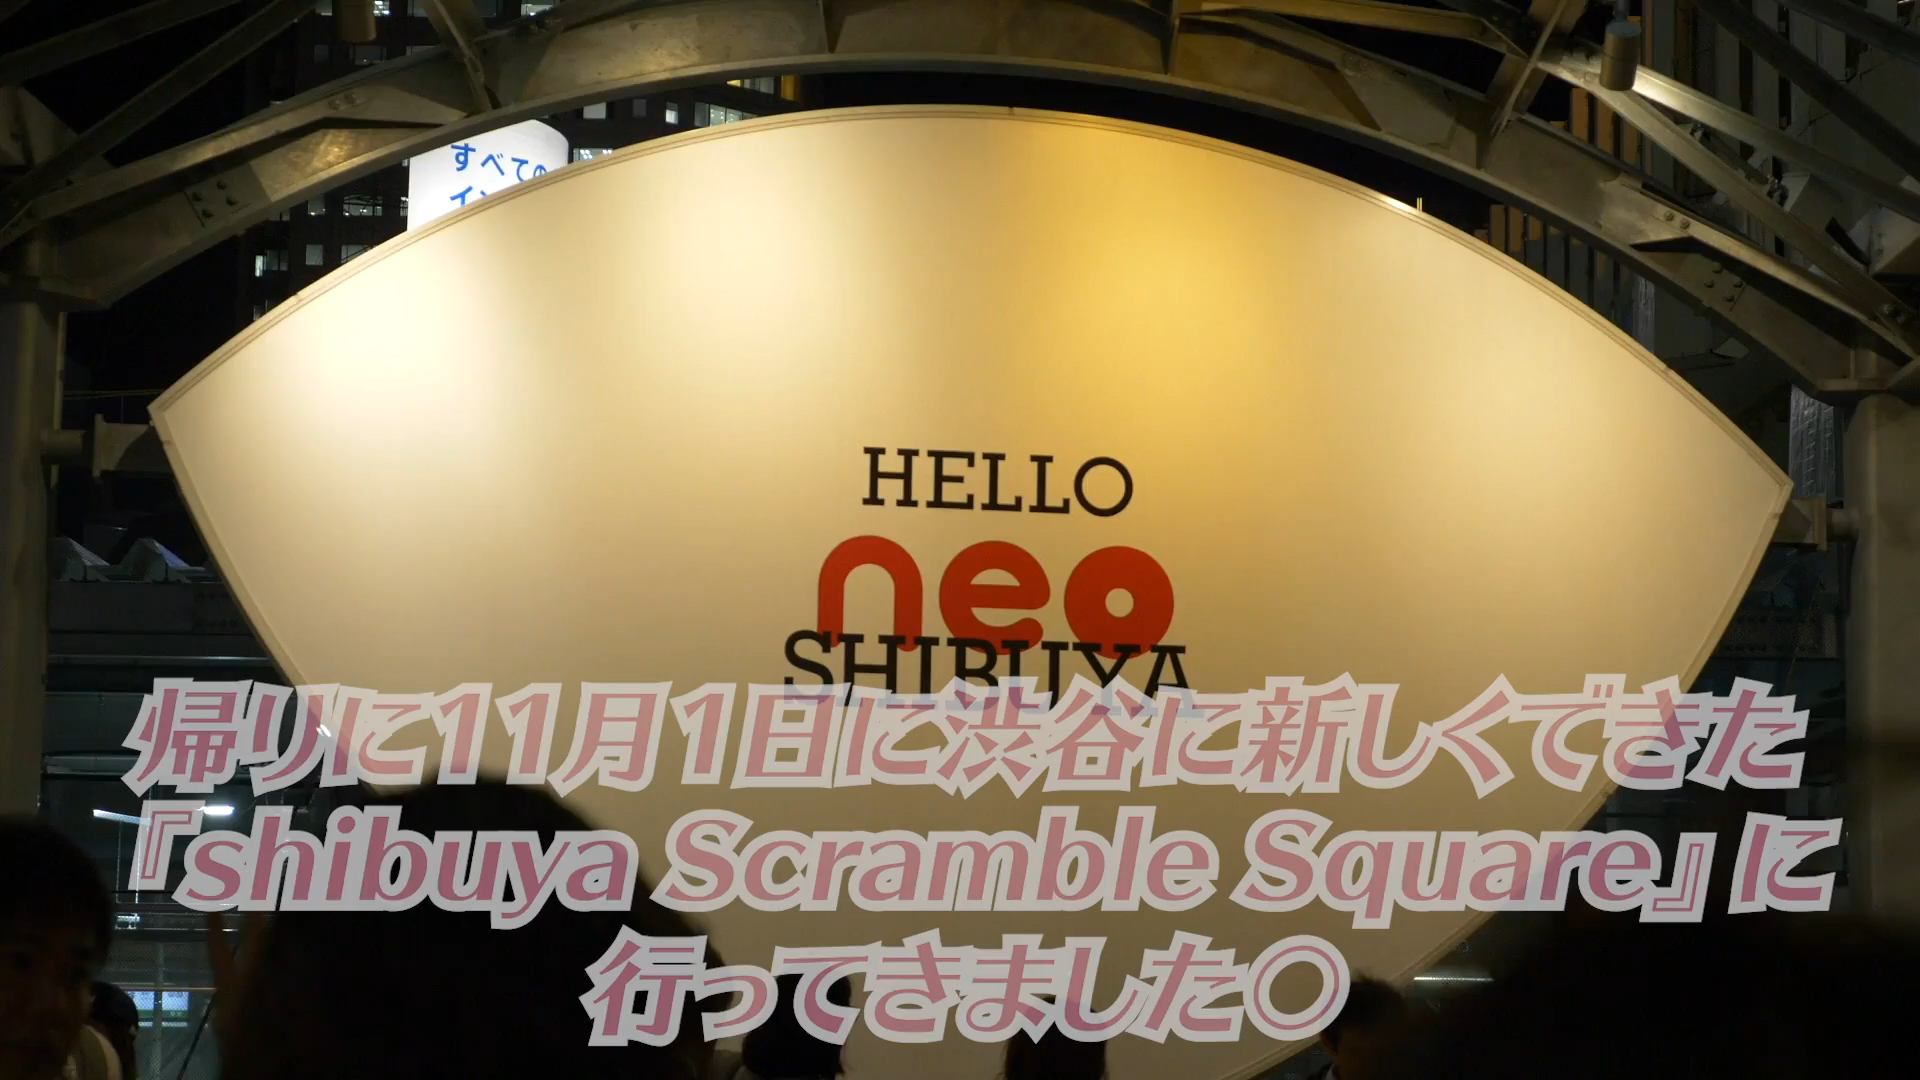 すべての
HELLO
neo
SHIBUYA
帰りに11月1日に渋谷に新しくできた
『shibuya Scramble Square』に
行ってきました○